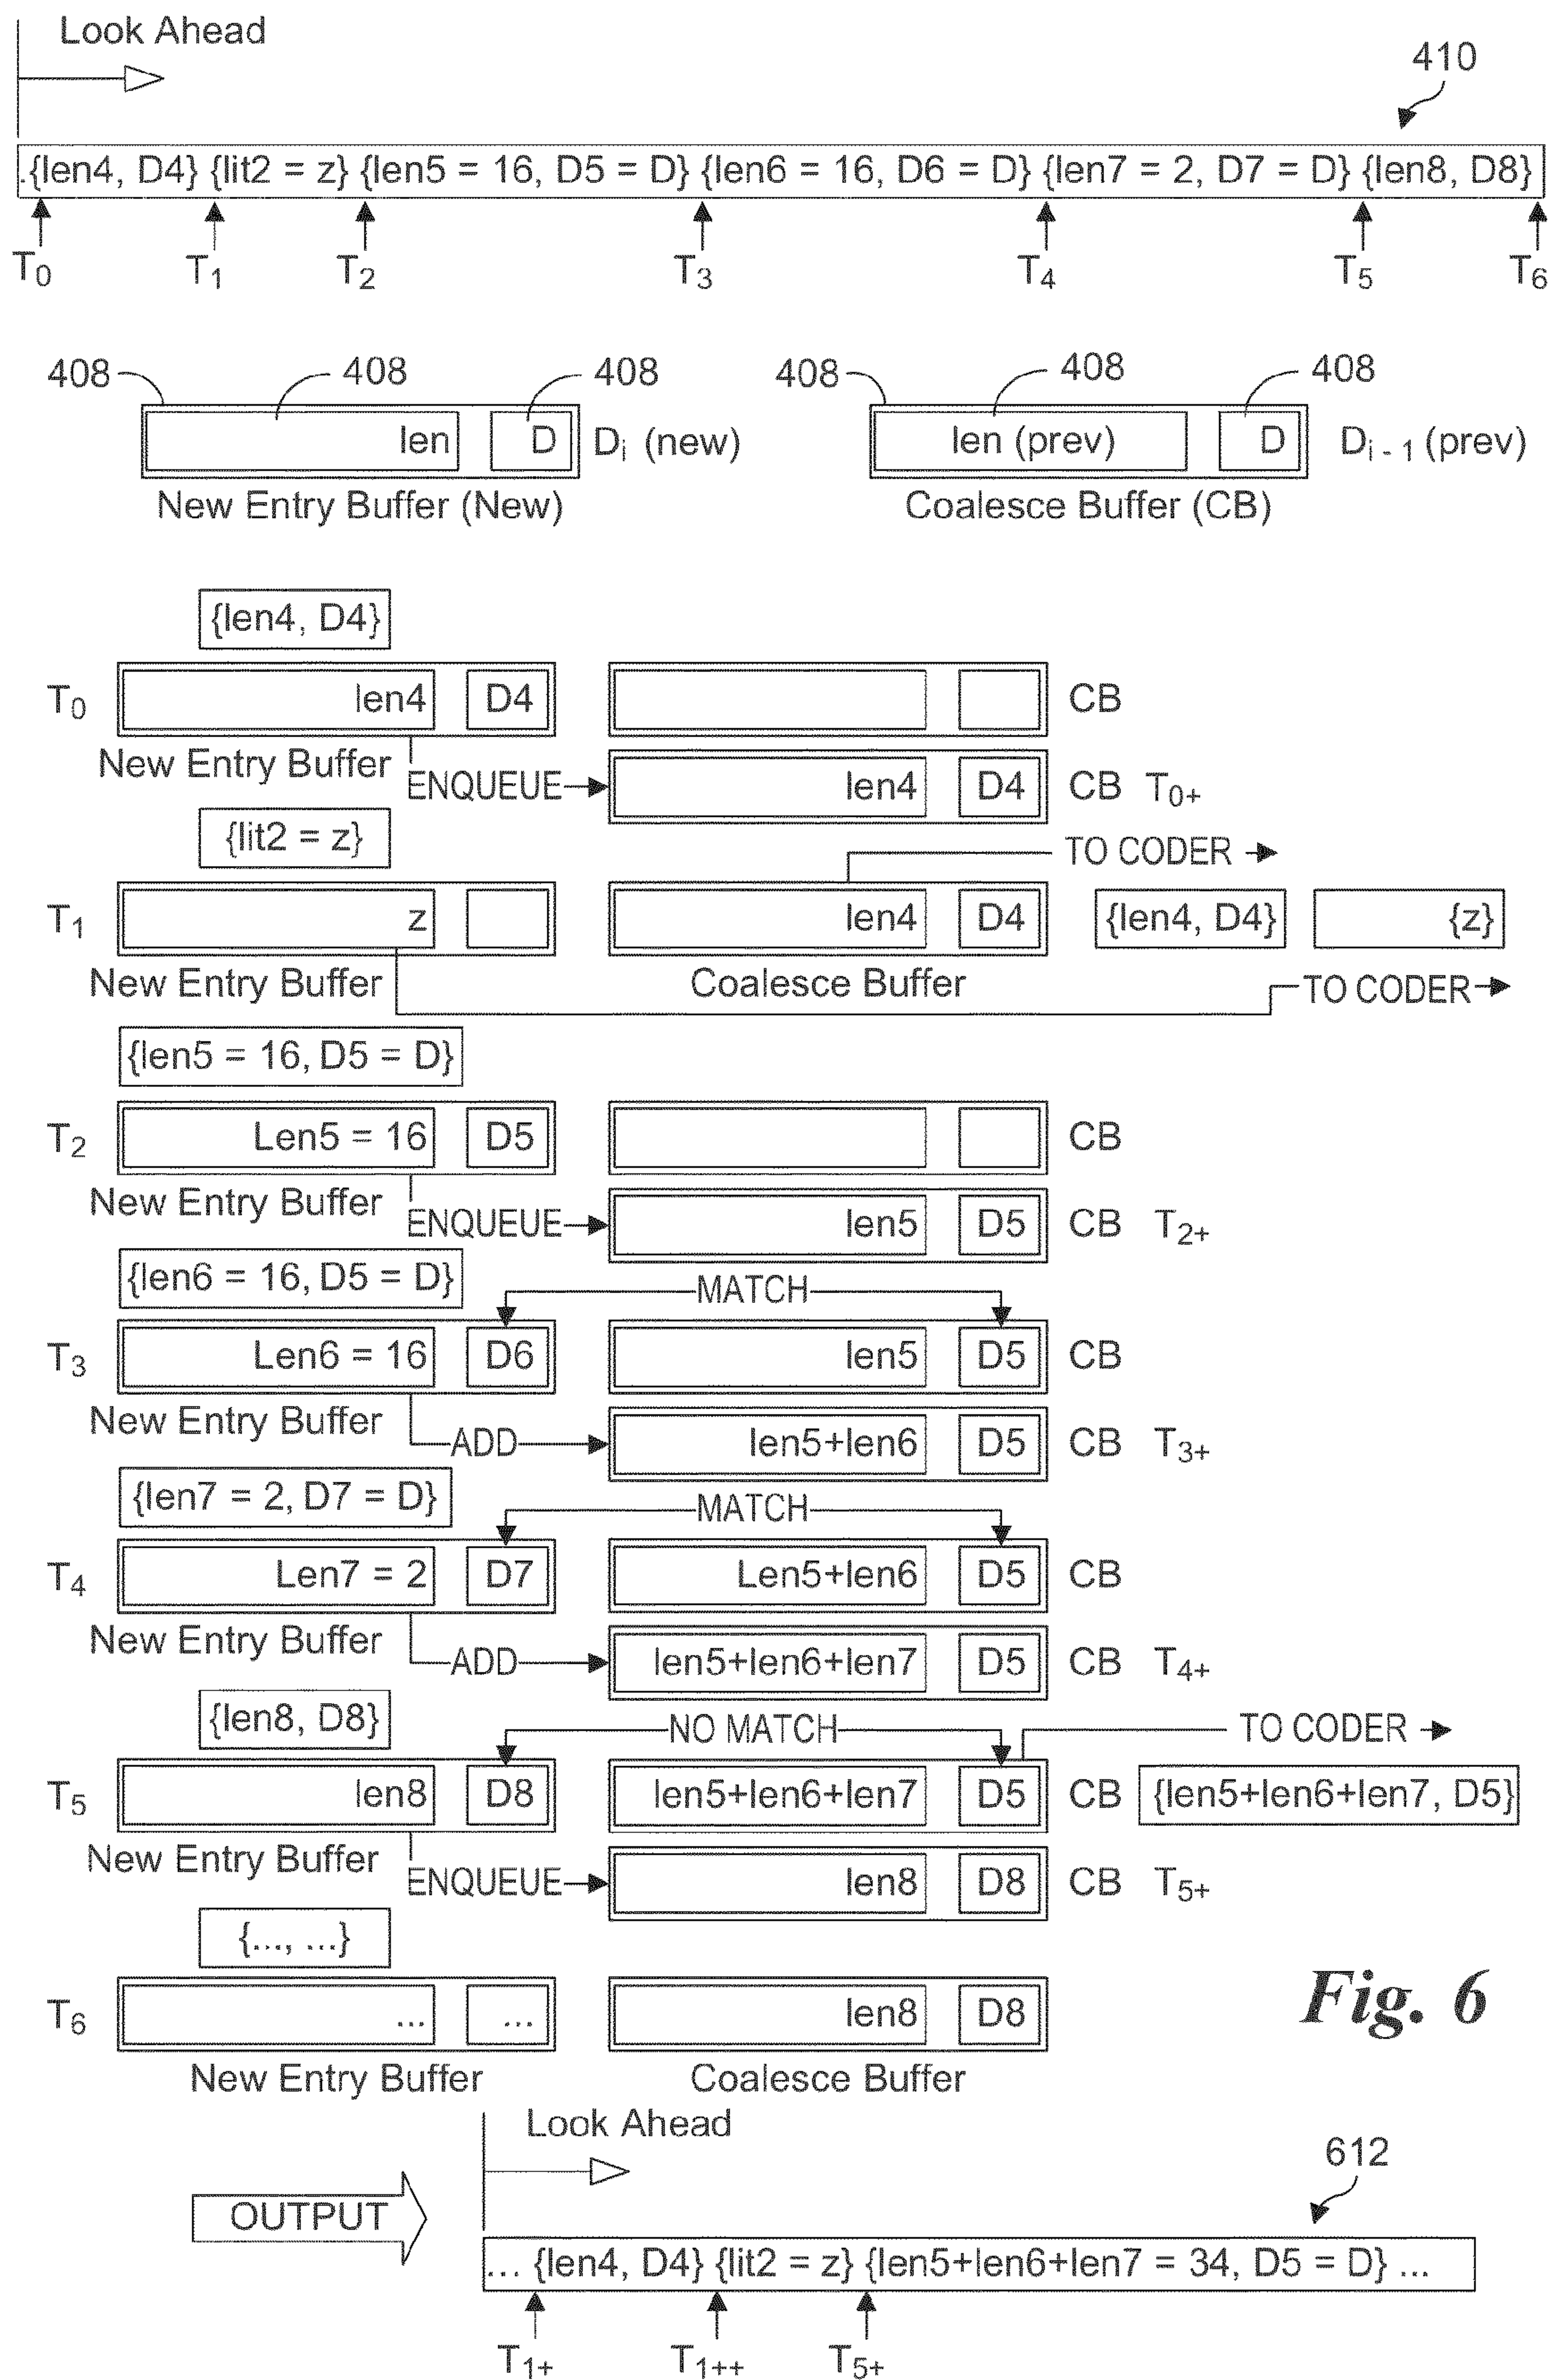 Look Ahead
410
.{len4, D4} {lit2 = z} {len5 = 16, D5 = D} {len6 = 16, D6 = D} {len7 = 2, D7 = D} {len8, D8}
T0 T1 T2 T3 T4 T5 T6
408 408 408 408 408 408
len D Di (new) len (prev) D Di - 1 (prev)
New Entry Buffer (New) Coalesce Buffer (CB)
{len4, D4}
T0 len4 D4 CB
New Entry Buffer
ENQUEUE len4 D4 CB T0+
{lit2 = z}
TO CODER
T1 z len4 D4 {len4, D4} {z}
New Entry Buffer Coalesce Buffer TO CODER
{len5 = 16, D5 = D}
T2 Len5 = 16 D5 CB
New Entry Buffer
ENQUEUE len5 D5 CB T2+
{len6 = 16, D5 = D}
MATCH
T3 Len6 = 16 D6 len5 D5 CB
New Entry Buffer
ADD len5+len6 D5 CB T3+
{len7 = 2, D7 = D}
MATCH
T4 Len7 = 2 D7 Len5+len6 D5 CB
New Entry Buffer
ADD len5+len6+len7 D5 CB T4+
{len8, D8}
NO MATCH TO CODER
T5 len8 D8 len5+len6+len7 D5 CB {len5+len6+len7, D5}
New Entry Buffer
ENQUEUE len8 D8 CB T5+
{..., ...}
T6 ... ... len8 D8
Fig. 6
New Entry Buffer Coalesce Buffer
Look Ahead
612
OUTPUT
... {len4, D4} {lit2 = z} {len5+len6+len7 = 34, D5 = D} ...
T1+ T1++ T5+